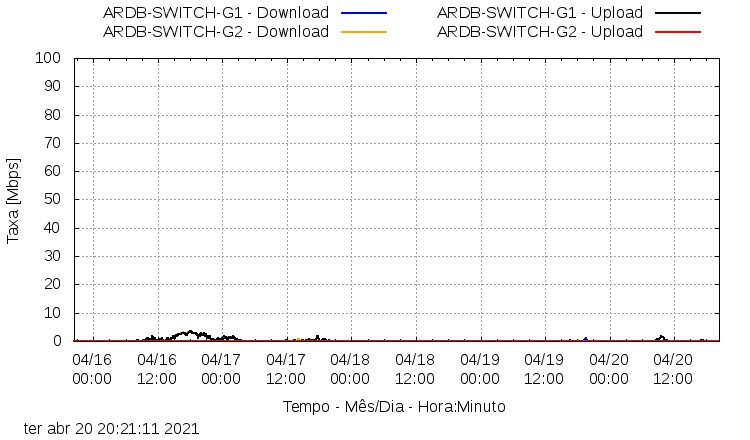 ARDB-SWITCH-G1 - Download
ARDB-SWITCH-G1 - Upload
ARDB-SWITCH-G2 - Download
ARDB-SWITCH-G2 - Upload
100
90
80
70
60
50
40
30
20
10
0
Taxa [Mbps]
04/16 04/16 04/17 04/17 04/18 04/18 04/19 04/19 04/20 04/20
00:00 12:00 00:00 12:00 00:00 12:00 00:00 12:00 00:00 12:00
Tempo - Mês/Dia - Hora:Minuto
ter abr 20 20:21:11 2021